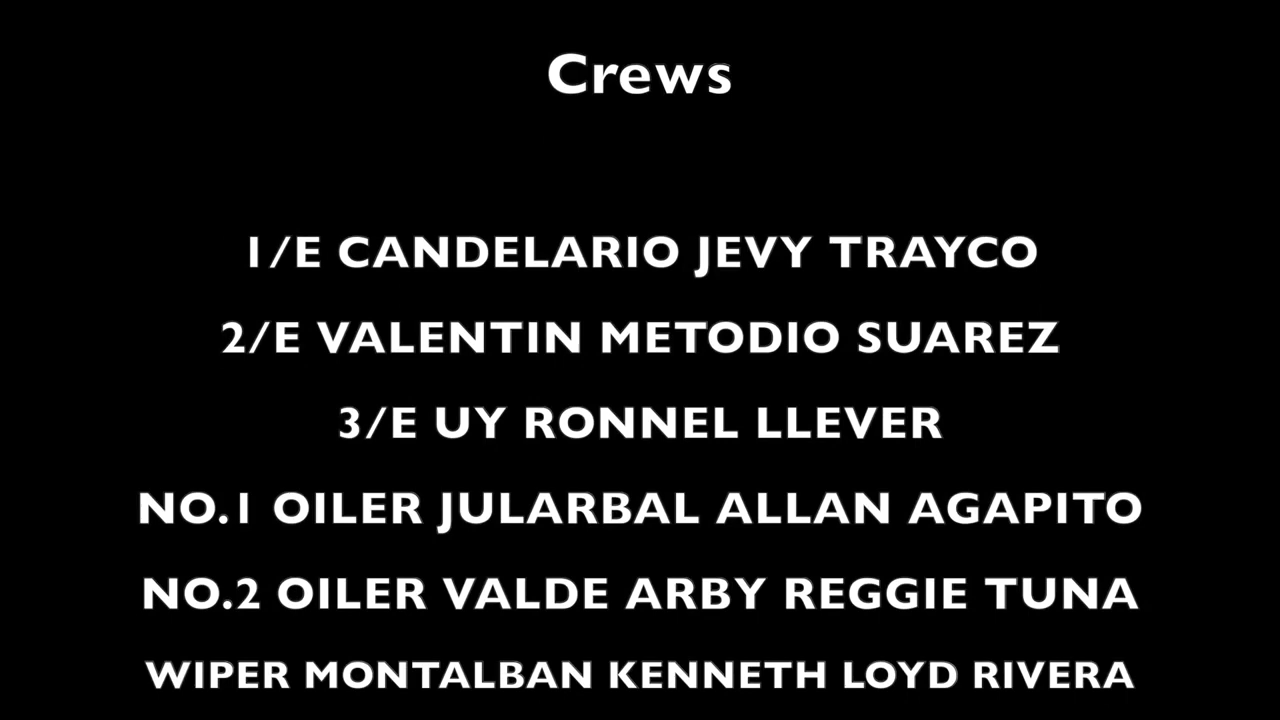 Crews
1/E CANDELARIO JEVY TRAYCO
2/E VALENTIN METODIO SUAREZ
3/E UY RONNEL LLEVER
NO.1 OILER JULARBAL ALLAN AGAPITO
NO.2 OILER VALDE ARBY REGGIE TUNA
WIPER MONTALBAN KENNETH LOYD RIVERA